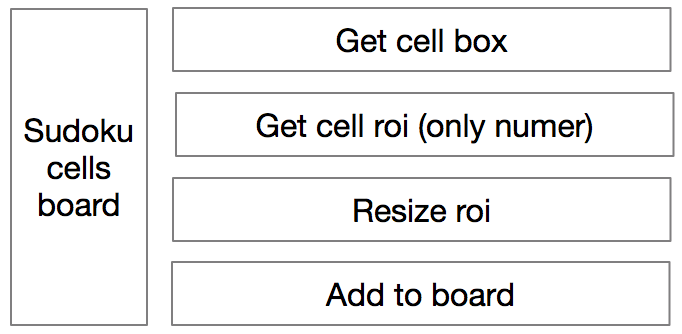 Sudoku
cells
board
Get cell box
Get cell roi (only numer)
Resize roi
Add to board